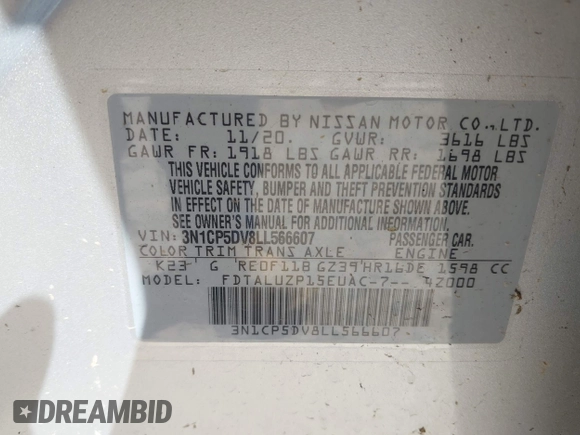 MANUFACTURED BY NISSAN MOTOR CO., LTD.
DATE: 11/20. GVWR: 3616 LBS
GAWR FR: 1918 LBS GAWR RR: 1698 LBS
THIS VEHICLE CONFORMS TO ALL APPLICABLE FEDERAL MOTOR
VEHICLE SAFETY, BUMPER AND THEFT PREVENTION STANDARDS
IN EFFECT ON THE DATE OF MANUFACTURE SHOWN ABOVE.
SEE OWNER'S MANUAL FOR ADDITIONAL INFORMATION.
VIN: 3N1CP5DV8LL566607 PASSENGER CAR.
COLOR TRIM TRANS AXLE ENGINE
K23 G RE0F11B GZ39 HR16DE 1598 CC
MODEL: FDTALUZP15EUAC-7-- 42000
3N1CP5DV8LL566607
DREAMBID